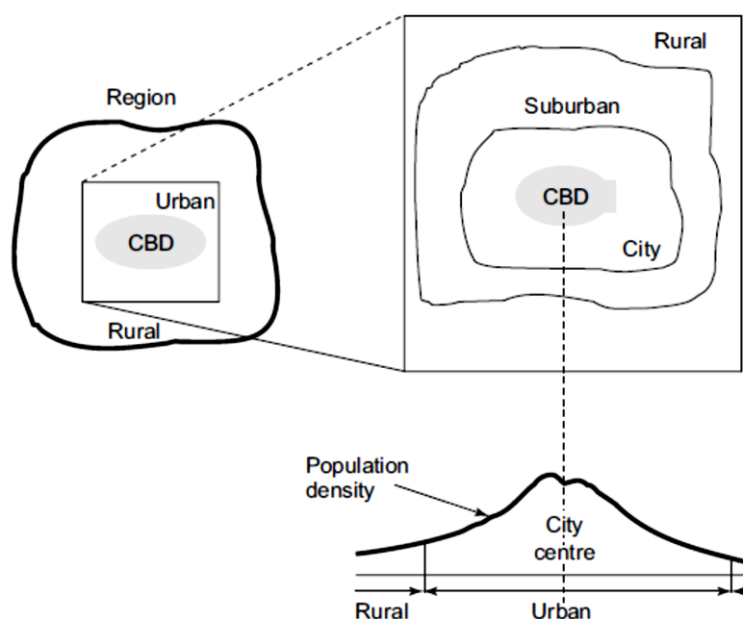 Region
Urban
CBD
Rural
Rural
Suburban
CBD
City
Population
density
City
centre
Rural
Urban